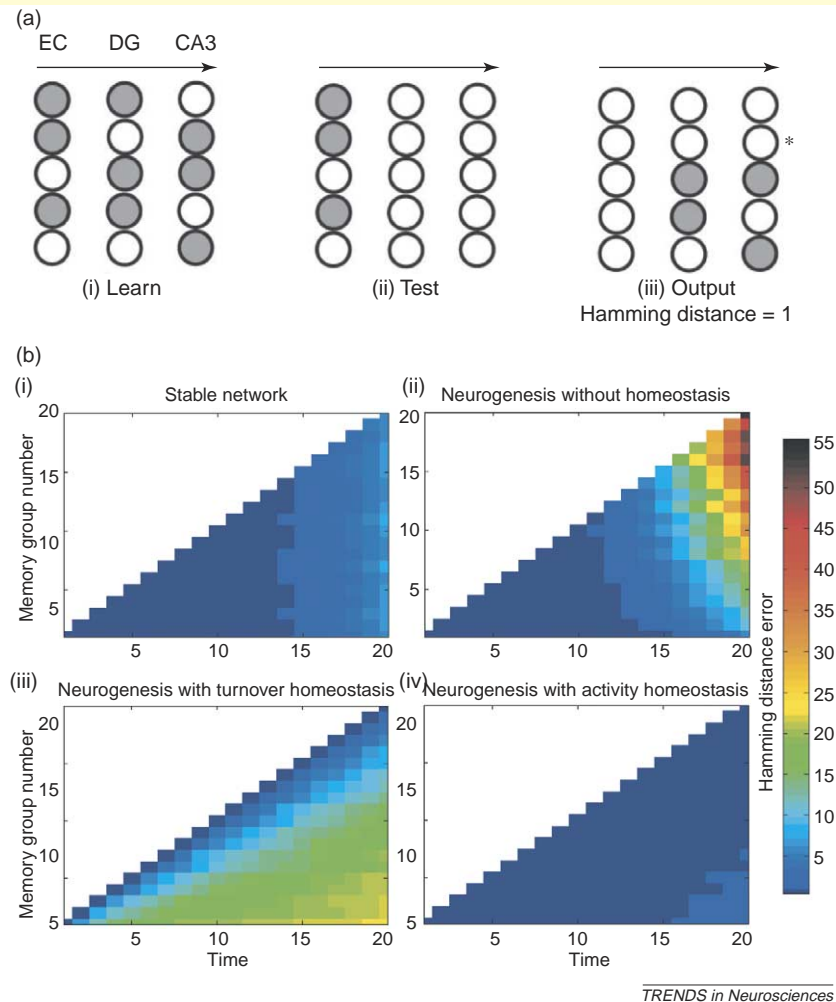 (a)
EC DG CA3
*
(i) Learn
(ii) Test
(iii) Output
Hamming distance = 1
(b)
(i)
Stable network
(ii)
Neurogenesis without homeostasis
Memory group number
20
15
10
5
5 10 15 20
20
15
10
5
5 10 15 20
(iii)
Neurogenesis with turnover homeostasis
(iv)
Neurogenesis with activity homeostasis
Memory group number
20
15
10
5
5 10 15 20
Time
5 10 15 20
Time
55
50
45
40
35
30
25
20
15
10
5
Hamming distance error
TRENDS in Neurosciences